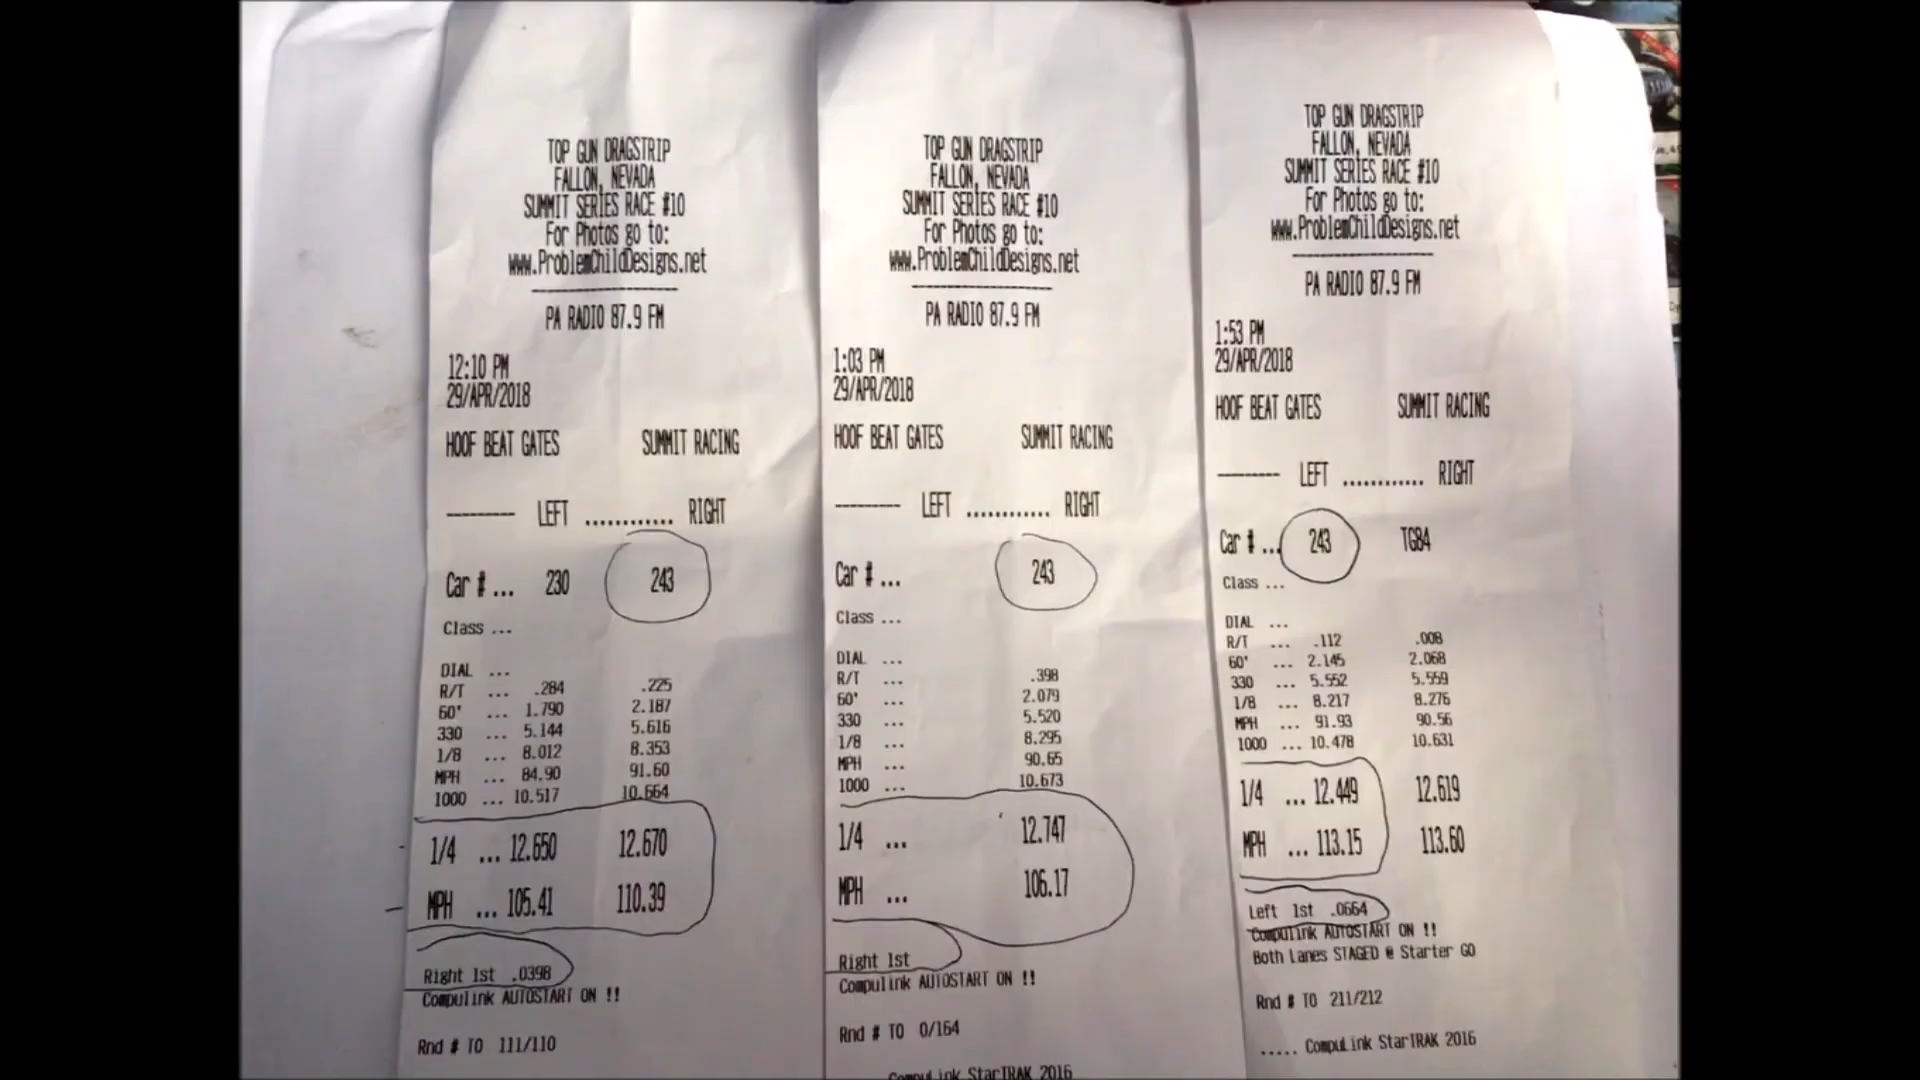 TOP GUN DRAGSTRIP
FALLON, NEVADA
SUMMIT SERIES RACE #10
For Photos go to:
www.ProblemChildDesigns.net
PA RADIO 87.9 FM
12:10 PM
29/APR/2018
HOOF BEAT GATES SUMMIT RACING
--------- LEFT ............ RIGHT
Car # ... 230 243
Class ...
DIAL ...
R/T ... .284 .225
60' ... 1.790 2.187
330 ... 5.144 5.616
1/8 ... 8.012 8.353
MPH ... 84.90 91.60
1000 ... 10.517 10.664
1/4 ... 12.650 12.670
MPH ... 105.41 110.39
Right 1st .0398
Compulink AUTOSTART ON !!
Rnd # TO 111/110
TOP GUN DRAGSTRIP
FALLON, NEVADA
SUMMIT SERIES RACE #10
For Photos go to:
www.ProblemChildDesigns.net
PA RADIO 87.9 FM
1:03 PM
29/APR/2018
HOOF BEAT GATES SUMMIT RACING
--------- LEFT ............ RIGHT
Car # ... 243
Class ...
DIAL ...
R/T ... .398
60' ... 2.079
330 ... 5.520
1/8 ... 8.295
MPH ... 90.65
1000 ... 10.673
1/4 ... 12.747
MPH ... 106.17
Right 1st
Compulink AUTOSTART ON !!
Rnd # TO 0/164
CompuLink StarTRAK 2016
TOP GUN DRAGSTRIP
FALLON, NEVADA
SUMMIT SERIES RACE #10
For Photos go to:
www.ProblemChildDesigns.net
PA RADIO 87.9 FM
1:53 PM
29/APR/2018
HOOF BEAT GATES SUMMIT RACING
--------- LEFT ............ RIGHT
Car # ... 243 TG84
Class ...
DIAL ...
R/T ... .112 .008
60' ... 2.145 2.068
330 ... 5.552 5.559
1/8 ... 8.217 8.276
MPH ... 91.93 90.56
1000 ... 10.478 10.631
1/4 ... 12.449 12.619
MPH ... 113.15 113.60
Left 1st .0664
Compulink AUTOSTART ON !!
Both Lanes STAGED @ Starter GO
Rnd # TO 211/212
..... CompuLink StarTRAK 2016